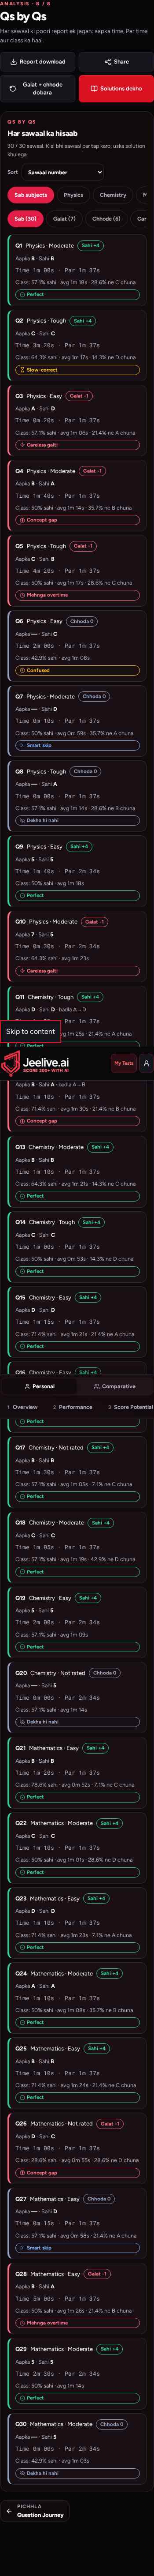 ANALYSIS · 6 / 6
Qs by Qs
Har sawaal ki poori report ek jagah: aapka time, Par time
aur class ka haal.
Report download
Share
Galat + chhode
dobara
Solutions dekho
QS BY QS
Har sawaal ka hisaab
30 / 30 sawaal. Kisi bhi sawaal par tap karo, uska solution
khulega.
Sort
Sawaal number
Sab subjects
Physics
Chemistry
Sab (30)
Galat (7)
Chhode (6)
Q1 Physics · Moderate Sahi +4
Aapka B · Sahi B
Time 1m 00s · Par 1m 37s
Class: 57.1% sahi · avg 1m 18s · 28.6% ne C chuna
Perfect
Q2 Physics · Tough Sahi +4
Aapka C · Sahi C
Time 3m 20s · Par 1m 37s
Class: 64.3% sahi · avg 1m 17s · 14.3% ne D chuna
Slow-correct
Q3 Physics · Easy Galat -1
Aapka A · Sahi D
Time 0m 20s · Par 1m 37s
Class: 57.1% sahi · avg 1m 06s · 21.4% ne A chuna
Careless galti
Q4 Physics · Moderate Galat -1
Aapka B · Sahi A
Time 1m 40s · Par 1m 37s
Class: 50% sahi · avg 1m 14s · 35.7% ne B chuna
Concept gap
Q5 Physics · Tough Galat -1
Aapka C · Sahi B
Time 4m 20s · Par 1m 37s
Class: 50% sahi · avg 1m 17s · 28.6% ne C chuna
Mehnga overtime
Q6 Physics · Easy Chhoda 0
Aapka — · Sahi C
Time 2m 00s · Par 1m 37s
Class: 42.9% sahi · avg 1m 08s
Confused
Q7 Physics · Moderate Chhoda 0
Aapka — · Sahi D
Time 0m 10s · Par 1m 37s
Class: 50% sahi · avg 0m 59s · 35.7% ne A chuna
Smart skip
Q8 Physics · Tough Chhoda 0
Aapka — · Sahi A
Time 0m 00s · Par 1m 37s
Class: 57.1% sahi · avg 1m 14s · 28.6% ne B chuna
Dekha hi nahi
Q9 Physics · Easy Sahi +4
Aapka 5 · Sahi 5
Time 1m 40s · Par 2m 34s
Class: 50% sahi · avg 1m 18s
Perfect
Q10 Physics · Moderate Galat -1
Aapka 7 · Sahi 5
Time 0m 30s · Par 2m 34s
Class: 64.3% sahi · avg 1m 23s
Careless galti
Q11 Chemistry · Tough Sahi +4
Aapka D · Sahi D · badla A→D
Skip to content
Par 1m 37s
avg 1m 25s · 21.4% ne A chuna
Jeelive.ai
SCORE 200+ WITH AI
My Tests
Aapka B · Sahi A · badla A→B
Time 1m 10s · Par 1m 37s
Class: 71.4% sahi · avg 1m 30s · 21.4% ne B chuna
Concept gap
Q13 Chemistry · Moderate Sahi +4
Aapka B · Sahi B
Time 1m 10s · Par 1m 37s
Class: 64.3% sahi · avg 1m 21s · 14.3% ne C chuna
Perfect
Q14 Chemistry · Tough Sahi +4
Aapka C · Sahi C
Time 1m 00s · Par 1m 37s
Class: 50% sahi · avg 0m 53s · 14.3% ne D chuna
Perfect
Q15 Chemistry · Easy Sahi +4
Aapka D · Sahi D
Time 1m 15s · Par 1m 37s
Class: 71.4% sahi · avg 1m 21s · 21.4% ne A chuna
Perfect
Q16 Chemistry · Easy Sahi +4
Personal
Comparative
1 Overview
2 Performance
3 Score Potential
Perfect
Q17 Chemistry · Not rated Sahi +4
Aapka B · Sahi B
Time 1m 30s · Par 1m 37s
Class: 57.1% sahi · avg 1m 05s · 7.1% ne C chuna
Perfect
Q18 Chemistry · Moderate Sahi +4
Aapka C · Sahi C
Time 1m 05s · Par 1m 37s
Class: 57.1% sahi · avg 1m 19s · 42.9% ne D chuna
Perfect
Q19 Chemistry · Easy Sahi +4
Aapka 5 · Sahi 5
Time 2m 00s · Par 2m 34s
Class: 57.1% sahi · avg 1m 09s
Perfect
Q20 Chemistry · Not rated Chhoda 0
Aapka — · Sahi 5
Time 0m 00s · Par 2m 34s
Class: 57.1% sahi · avg 1m 14s
Dekha hi nahi
Q21 Mathematics · Easy Sahi +4
Aapka B · Sahi B
Time 1m 20s · Par 1m 37s
Class: 78.6% sahi · avg 0m 52s · 7.1% ne C chuna
Perfect
Q22 Mathematics · Moderate Sahi +4
Aapka C · Sahi C
Time 1m 10s · Par 1m 37s
Class: 50% sahi · avg 1m 01s · 28.6% ne D chuna
Perfect
Q23 Mathematics · Easy Sahi +4
Aapka D · Sahi D
Time 1m 10s · Par 1m 37s
Class: 71.4% sahi · avg 1m 23s · 7.1% ne A chuna
Perfect
Q24 Mathematics · Moderate Sahi +4
Aapka A · Sahi A
Time 1m 10s · Par 1m 37s
Class: 50% sahi · avg 1m 08s · 35.7% ne B chuna
Perfect
Q25 Mathematics · Easy Sahi +4
Aapka B · Sahi B
Time 1m 10s · Par 1m 37s
Class: 71.4% sahi · avg 1m 24s · 21.4% ne C chuna
Perfect
Q26 Mathematics · Not rated Galat -1
Aapka D · Sahi C
Time 1m 00s · Par 1m 37s
Class: 28.6% sahi · avg 0m 55s · 28.6% ne D chuna
Concept gap
Q27 Mathematics · Easy Chhoda 0
Aapka — · Sahi D
Time 0m 15s · Par 1m 37s
Class: 57.1% sahi · avg 0m 58s · 21.4% ne A chuna
Smart skip
Q28 Mathematics · Easy Galat -1
Aapka B · Sahi A
Time 5m 00s · Par 1m 37s
Class: 50% sahi · avg 1m 26s · 21.4% ne B chuna
Mehnga overtime
Q29 Mathematics · Moderate Sahi +4
Aapka 5 · Sahi 5
Time 2m 30s · Par 2m 34s
Class: 50% sahi · avg 1m 14s
Perfect
Q30 Mathematics · Moderate Chhoda 0
Aapka — · Sahi 5
Time 0m 00s · Par 2m 34s
Class: 42.9% sahi · avg 1m 03s
Dekha hi nahi
PICHHLA
Question Journey